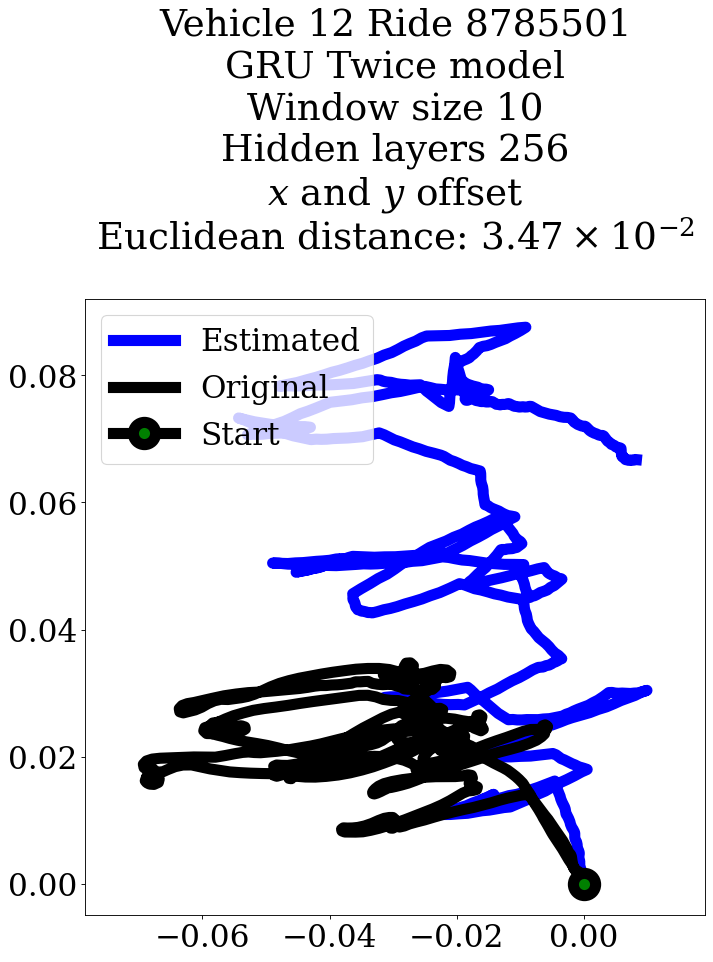 Vehicle 12 Ride 8785501
GRU Twice model
Window size 10
Hidden layers 256
x and y offset
Euclidean distance: 3.47 × 10⁻²
Estimated
Original
Start
0.08
0.06
0.04
0.02
0.00
−0.06 −0.04 −0.02 0.00